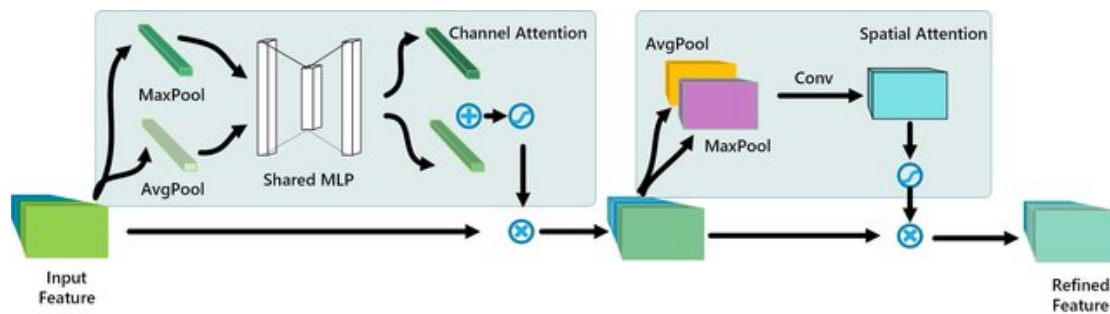 Channel Attention
MaxPool
AvgPool
Shared MLP
Input
Feature
Spatial Attention
AvgPool
Conv
MaxPool
Refined
Feature